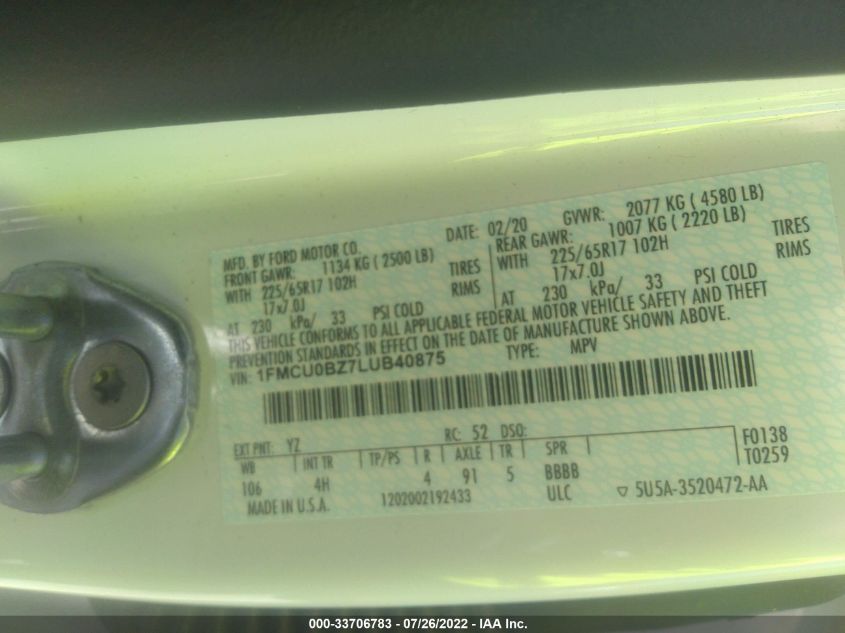 MFD. BY FORD MOTOR CO.
DATE: 02/20 GVWR: 2077 KG ( 4580 LB)
FRONT GAWR: 1134 KG ( 2500 LB)
WITH 225/65R17 102H TIRES
17x7.0J RIMS
AT 230 kPa/ 33 PSI COLD
REAR GAWR: 1007 KG ( 2220 LB)
WITH 225/65R17 102H TIRES
17x7.0J RIMS
AT 230 kPa/ 33 PSI COLD
THIS VEHICLE CONFORMS TO ALL APPLICABLE FEDERAL MOTOR VEHICLE SAFETY AND THEFT
PREVENTION STANDARDS IN EFFECT ON THE DATE OF MANUFACTURE SHOWN ABOVE.
VIN: 1FMCU0BZ7LUB40875 TYPE: MPV
EXT PNT: YZ RC: 52 DSO:
WB INT TR TP/PS R AXLE TR SPR
106 4H 4 91 5 BBBB
F0138
T0259
MADE IN U.S.A. 1202002192433 ULC ▽ 5U5A-3520472-AA
000-33706783 - 07/26/2022 - IAA Inc.